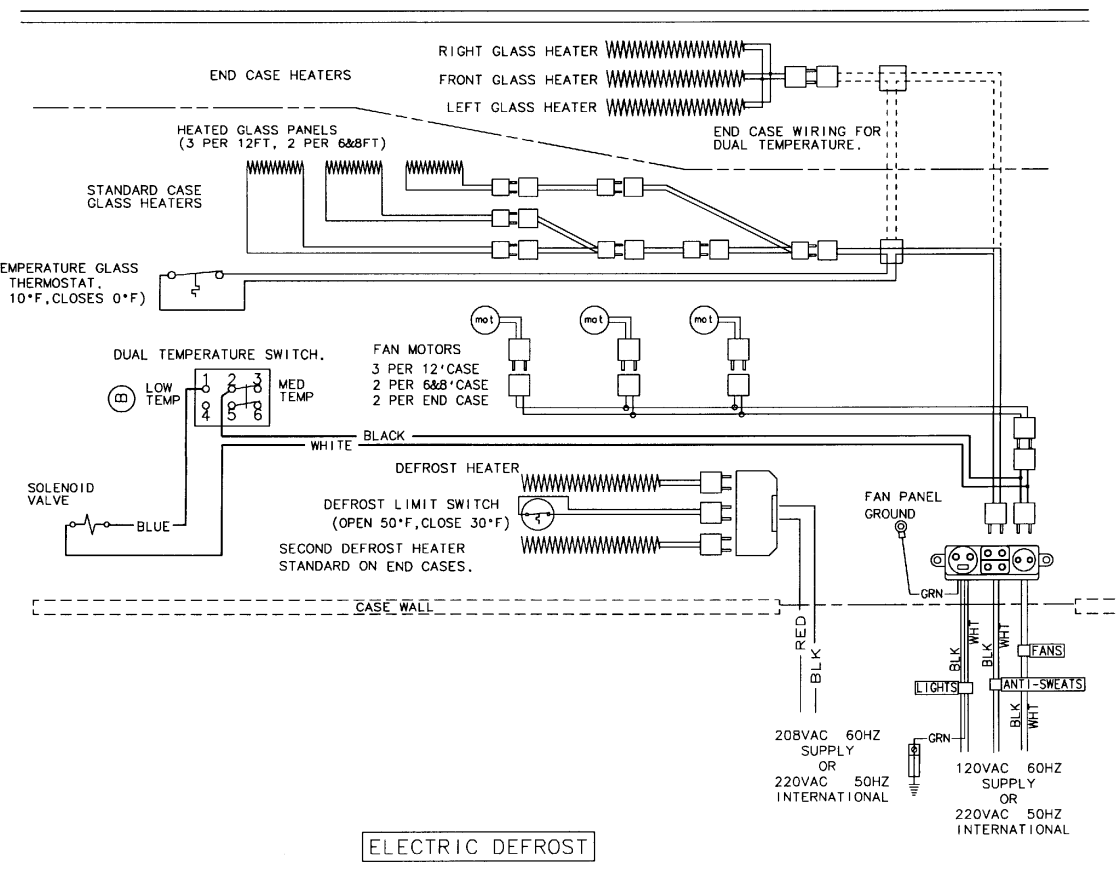 RIGHT GLASS HEATER
END CASE HEATERS
FRONT GLASS HEATER
LEFT GLASS HEATER
HEATED GLASS PANELS
(3 PER 12FT, 2 PER 6&8FT)
END CASE WIRING FOR
DUAL TEMPERATURE.
STANDARD CASE
GLASS HEATERS
EMPERATURE GLASS
THERMOSTAT.
10°F,CLOSES 0°F)
mot
mot
mot
DUAL TEMPERATURE SWITCH.
FAN MOTORS
3 PER 12'CASE
2 PER 6&8'CASE
2 PER END CASE
B
LOW
TEMP
1 2 3
4 5 6
MED
TEMP
BLACK
WHITE
DEFROST HEATER
SOLENOID
VALVE
BLUE
DEFROST LIMIT SWITCH
(OPEN 50°F,CLOSE 30°F)
FAN PANEL
GROUND
SECOND DEFROST HEATER
STANDARD ON END CASES.
GRN
CASE WALL
RED
BLK
BLK
WHT
BLK
WHT
FANS
LIGHTS
ANTI-SWEATS
BLK
WHT
GRN
208VAC 60HZ
SUPPLY
OR
220VAC 50HZ
INTERNATIONAL
120VAC 60HZ
SUPPLY
OR
220VAC 50HZ
INTERNATIONAL
ELECTRIC DEFROST